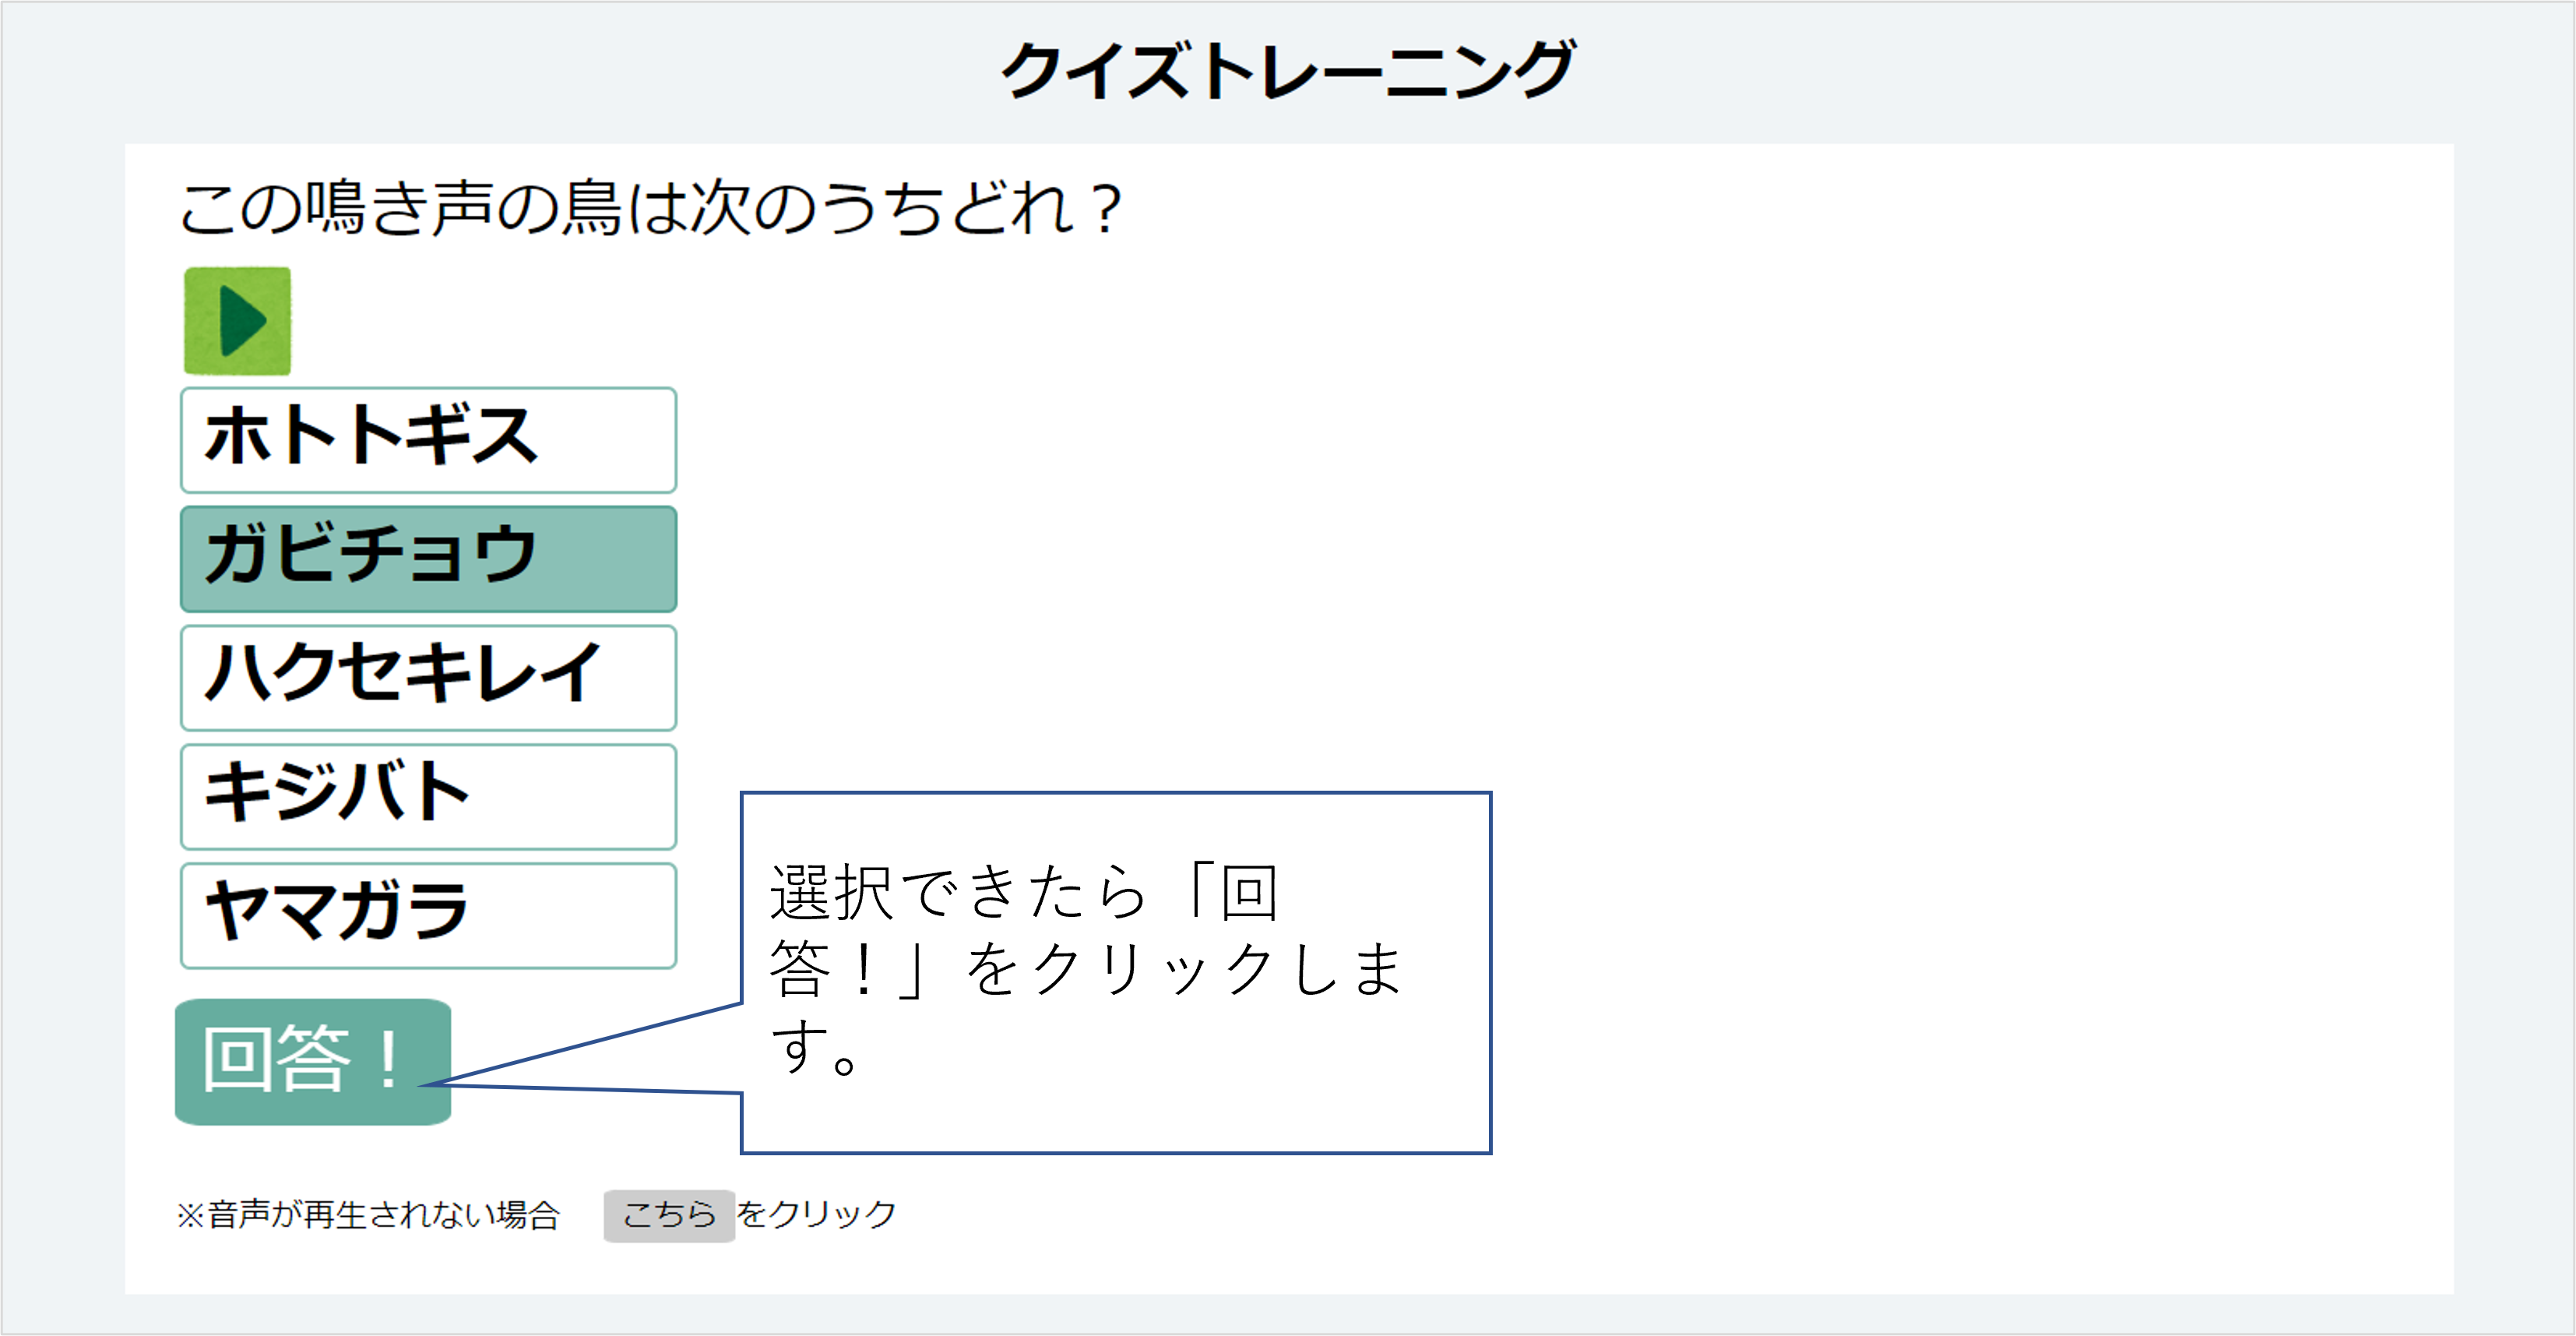 クイズトレーニング
この鳴き声の鳥は次のうちどれ？
ホトトギス
ガビチョウ
ハクセキレイ
キジバト
ヤマガラ
選択できたら「回
答！」をクリックしま
す。
回答！
※音声が再生されない場合 こちら をクリック